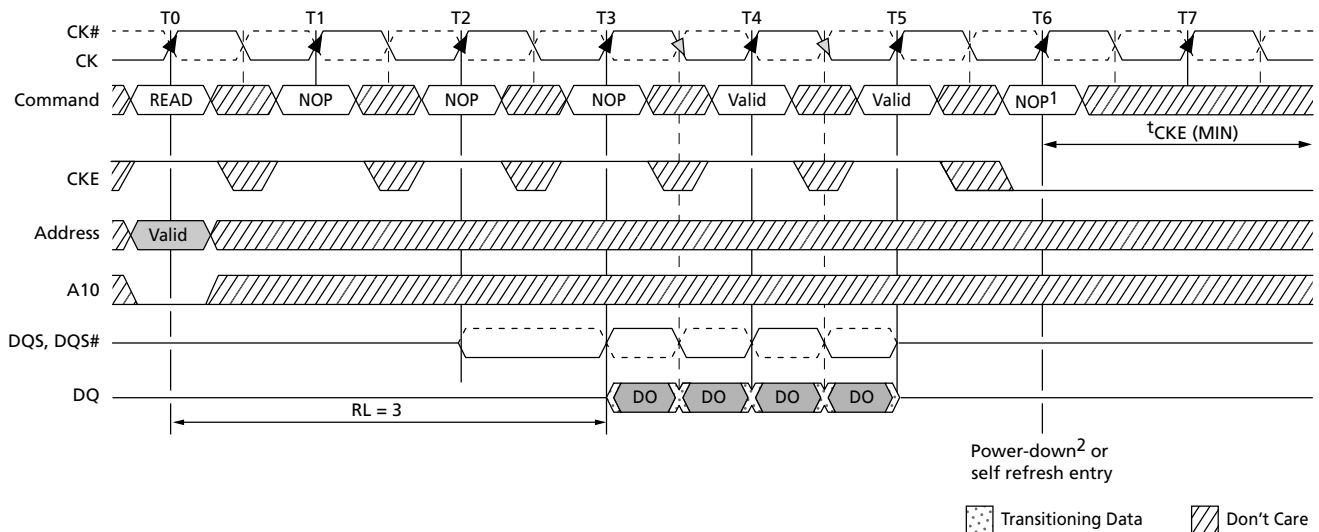 T0 T1 T2 T3 T4 T5 T6 T7
CK#
CK
Command READ NOP NOP NOP Valid Valid NOP1
tCKE (MIN)
CKE
Address Valid
A10
DQS, DQS#
DQ DO DO DO DO
RL = 3
Power-down2 or
self refresh entry
Transitioning Data Don't Care